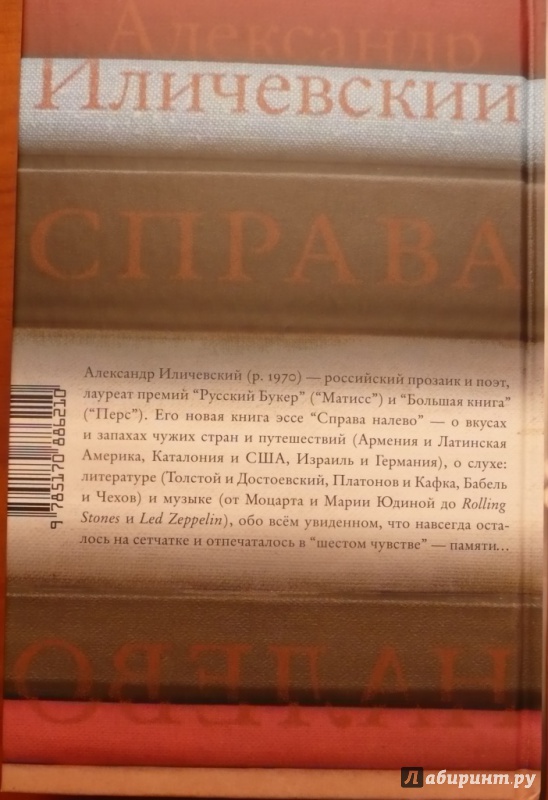 Александр
Иличевский
СПРАВА
Александр Иличевский (р. 1970) — российский прозаик и поэт,
лауреат премий “Русский Букер” (“Матисс”) и “Большая книга”
(“Перс”). Его новая книга эссе “Справа налево” — о вкусах
и запахах чужих стран и путешествий (Армения и Латинская
Америка, Каталония и США, Израиль и Германия), о слухе:
литературе (Толстой и Достоевский, Платонов и Кафка, Бабель
и Чехов) и музыке (от Моцарта и Марии Юдиной до Rolling
Stones и Led Zeppelin), обо всём увиденном, что навсегда оста-
лось на сетчатке и отпечаталось в “шестом чувстве” — памяти...
9 785170 886210
НАЛЕВО
Лабиринт.ру